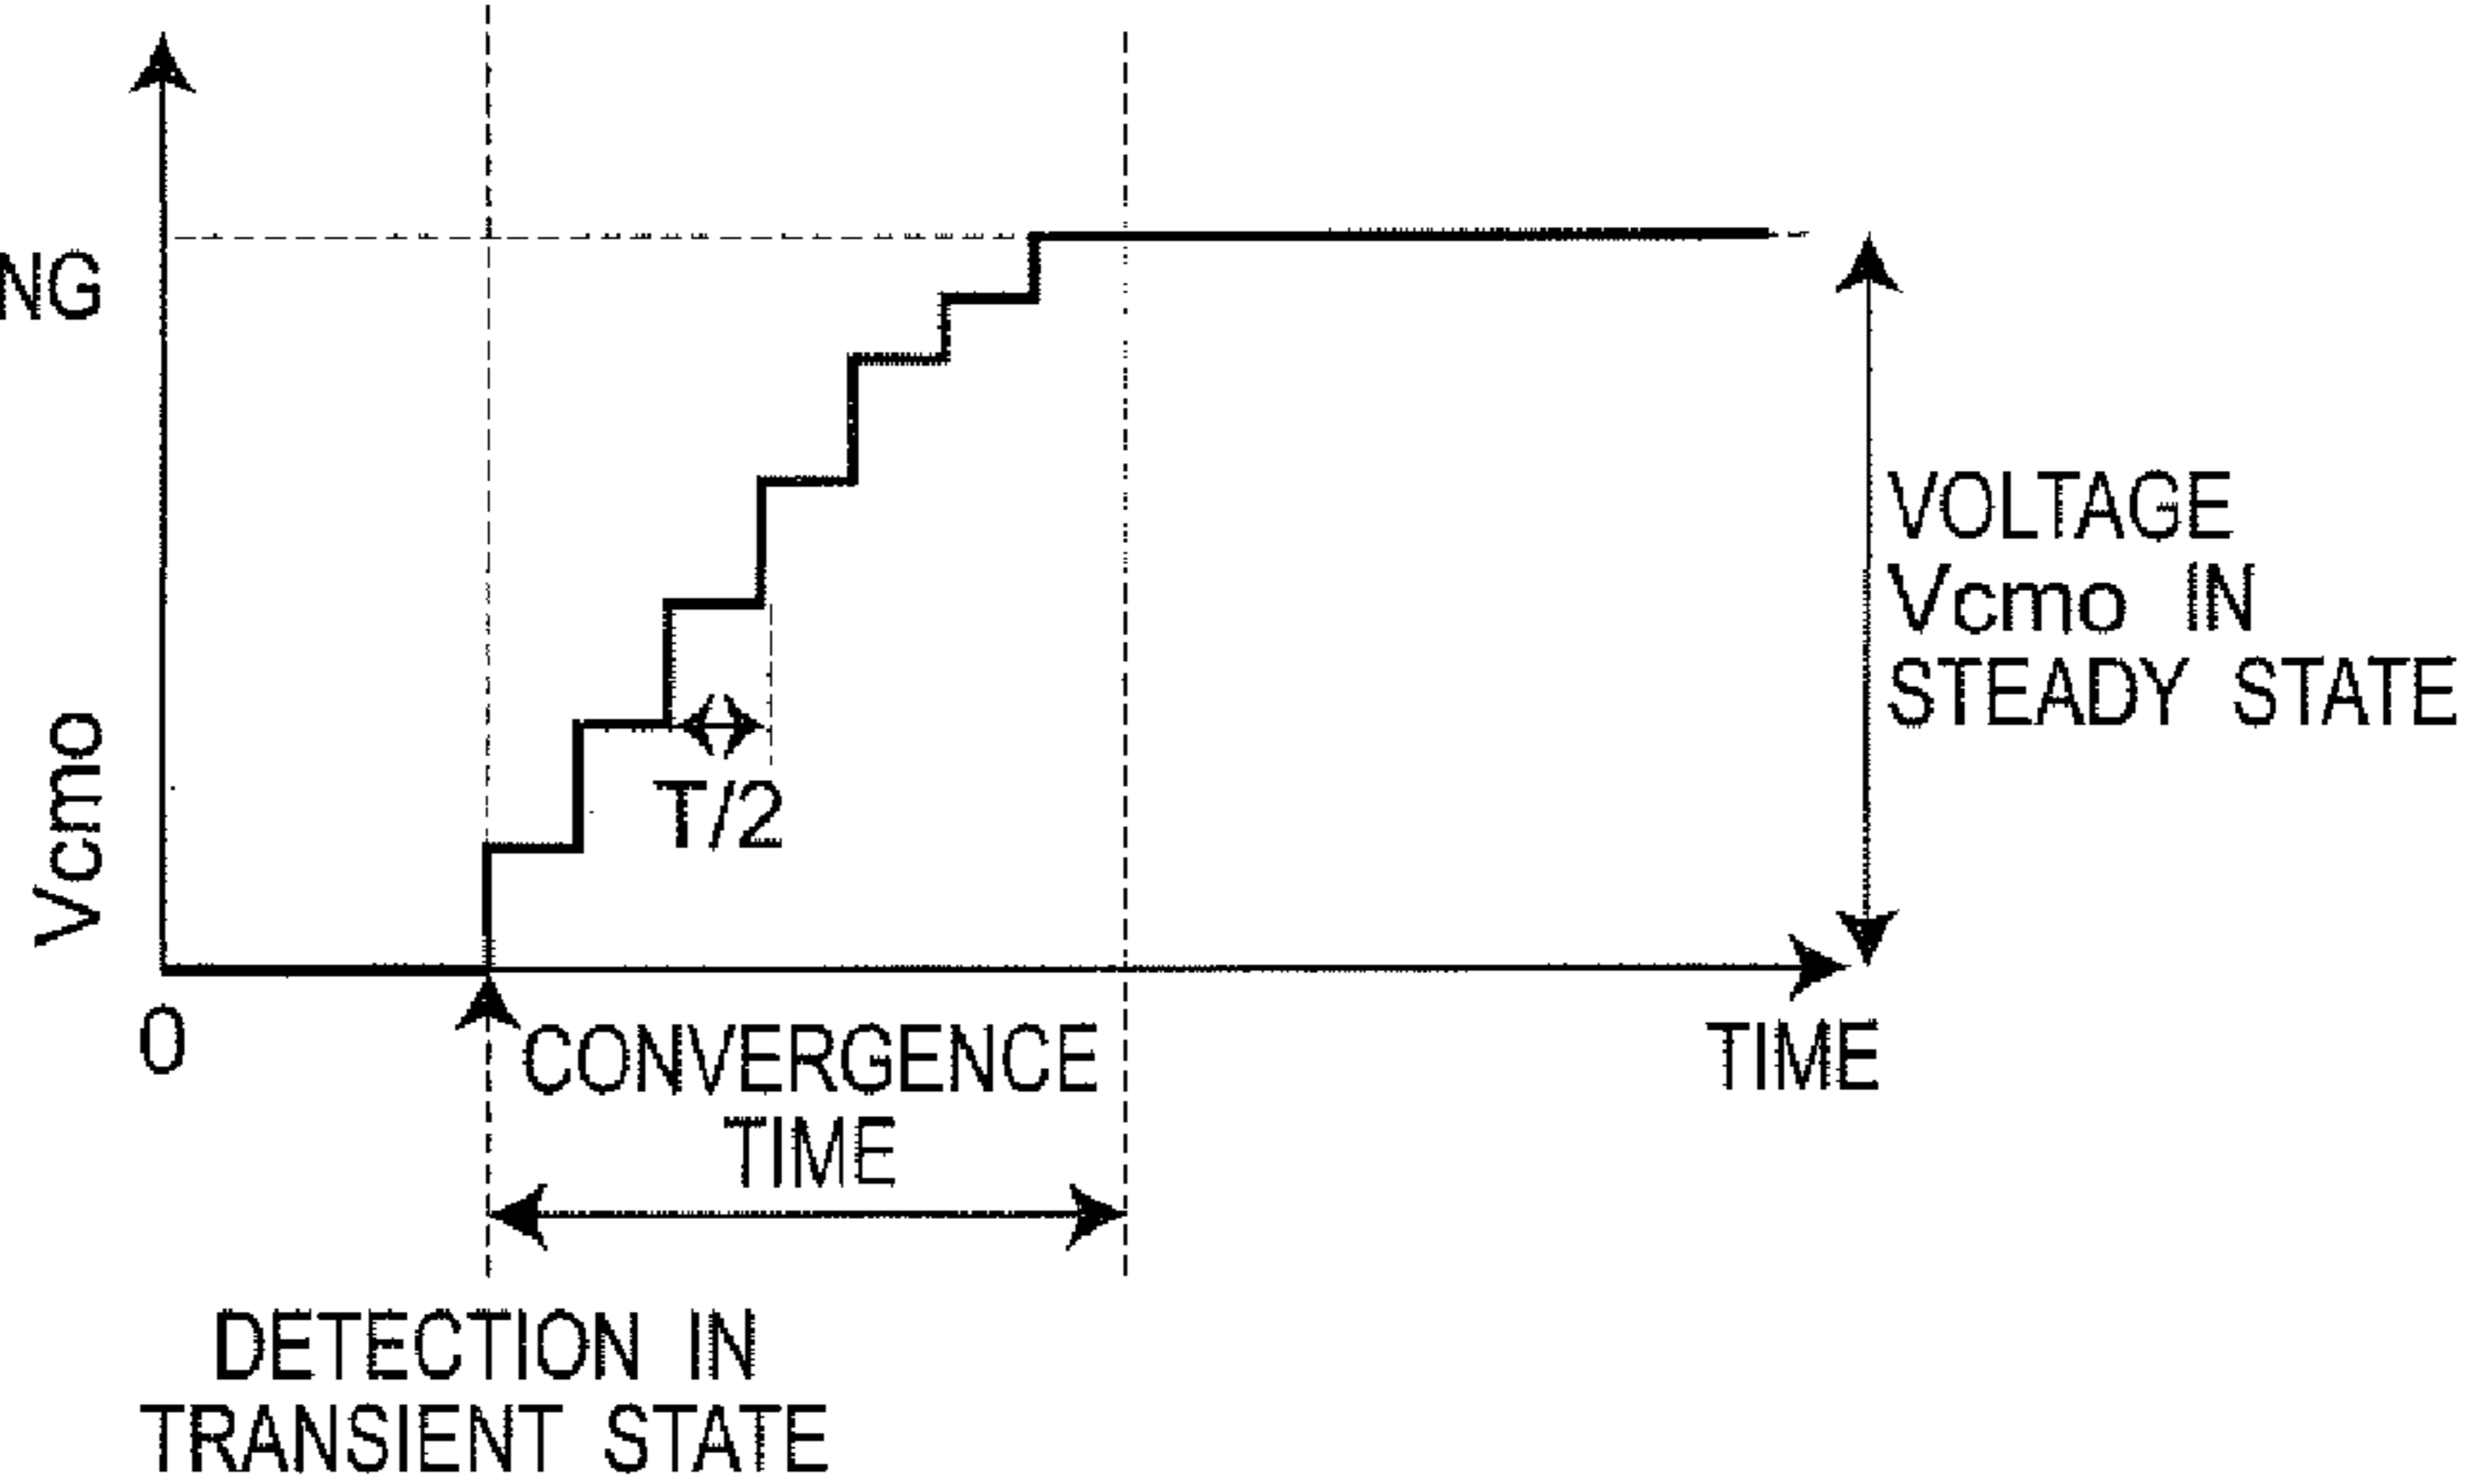 NG
VOLTAGE
Vcmo IN
STEADY STATE
Vcmo
T/2
0
CONVERGENCE
TIME
TIME
DETECTION IN
TRANSIENT STATE